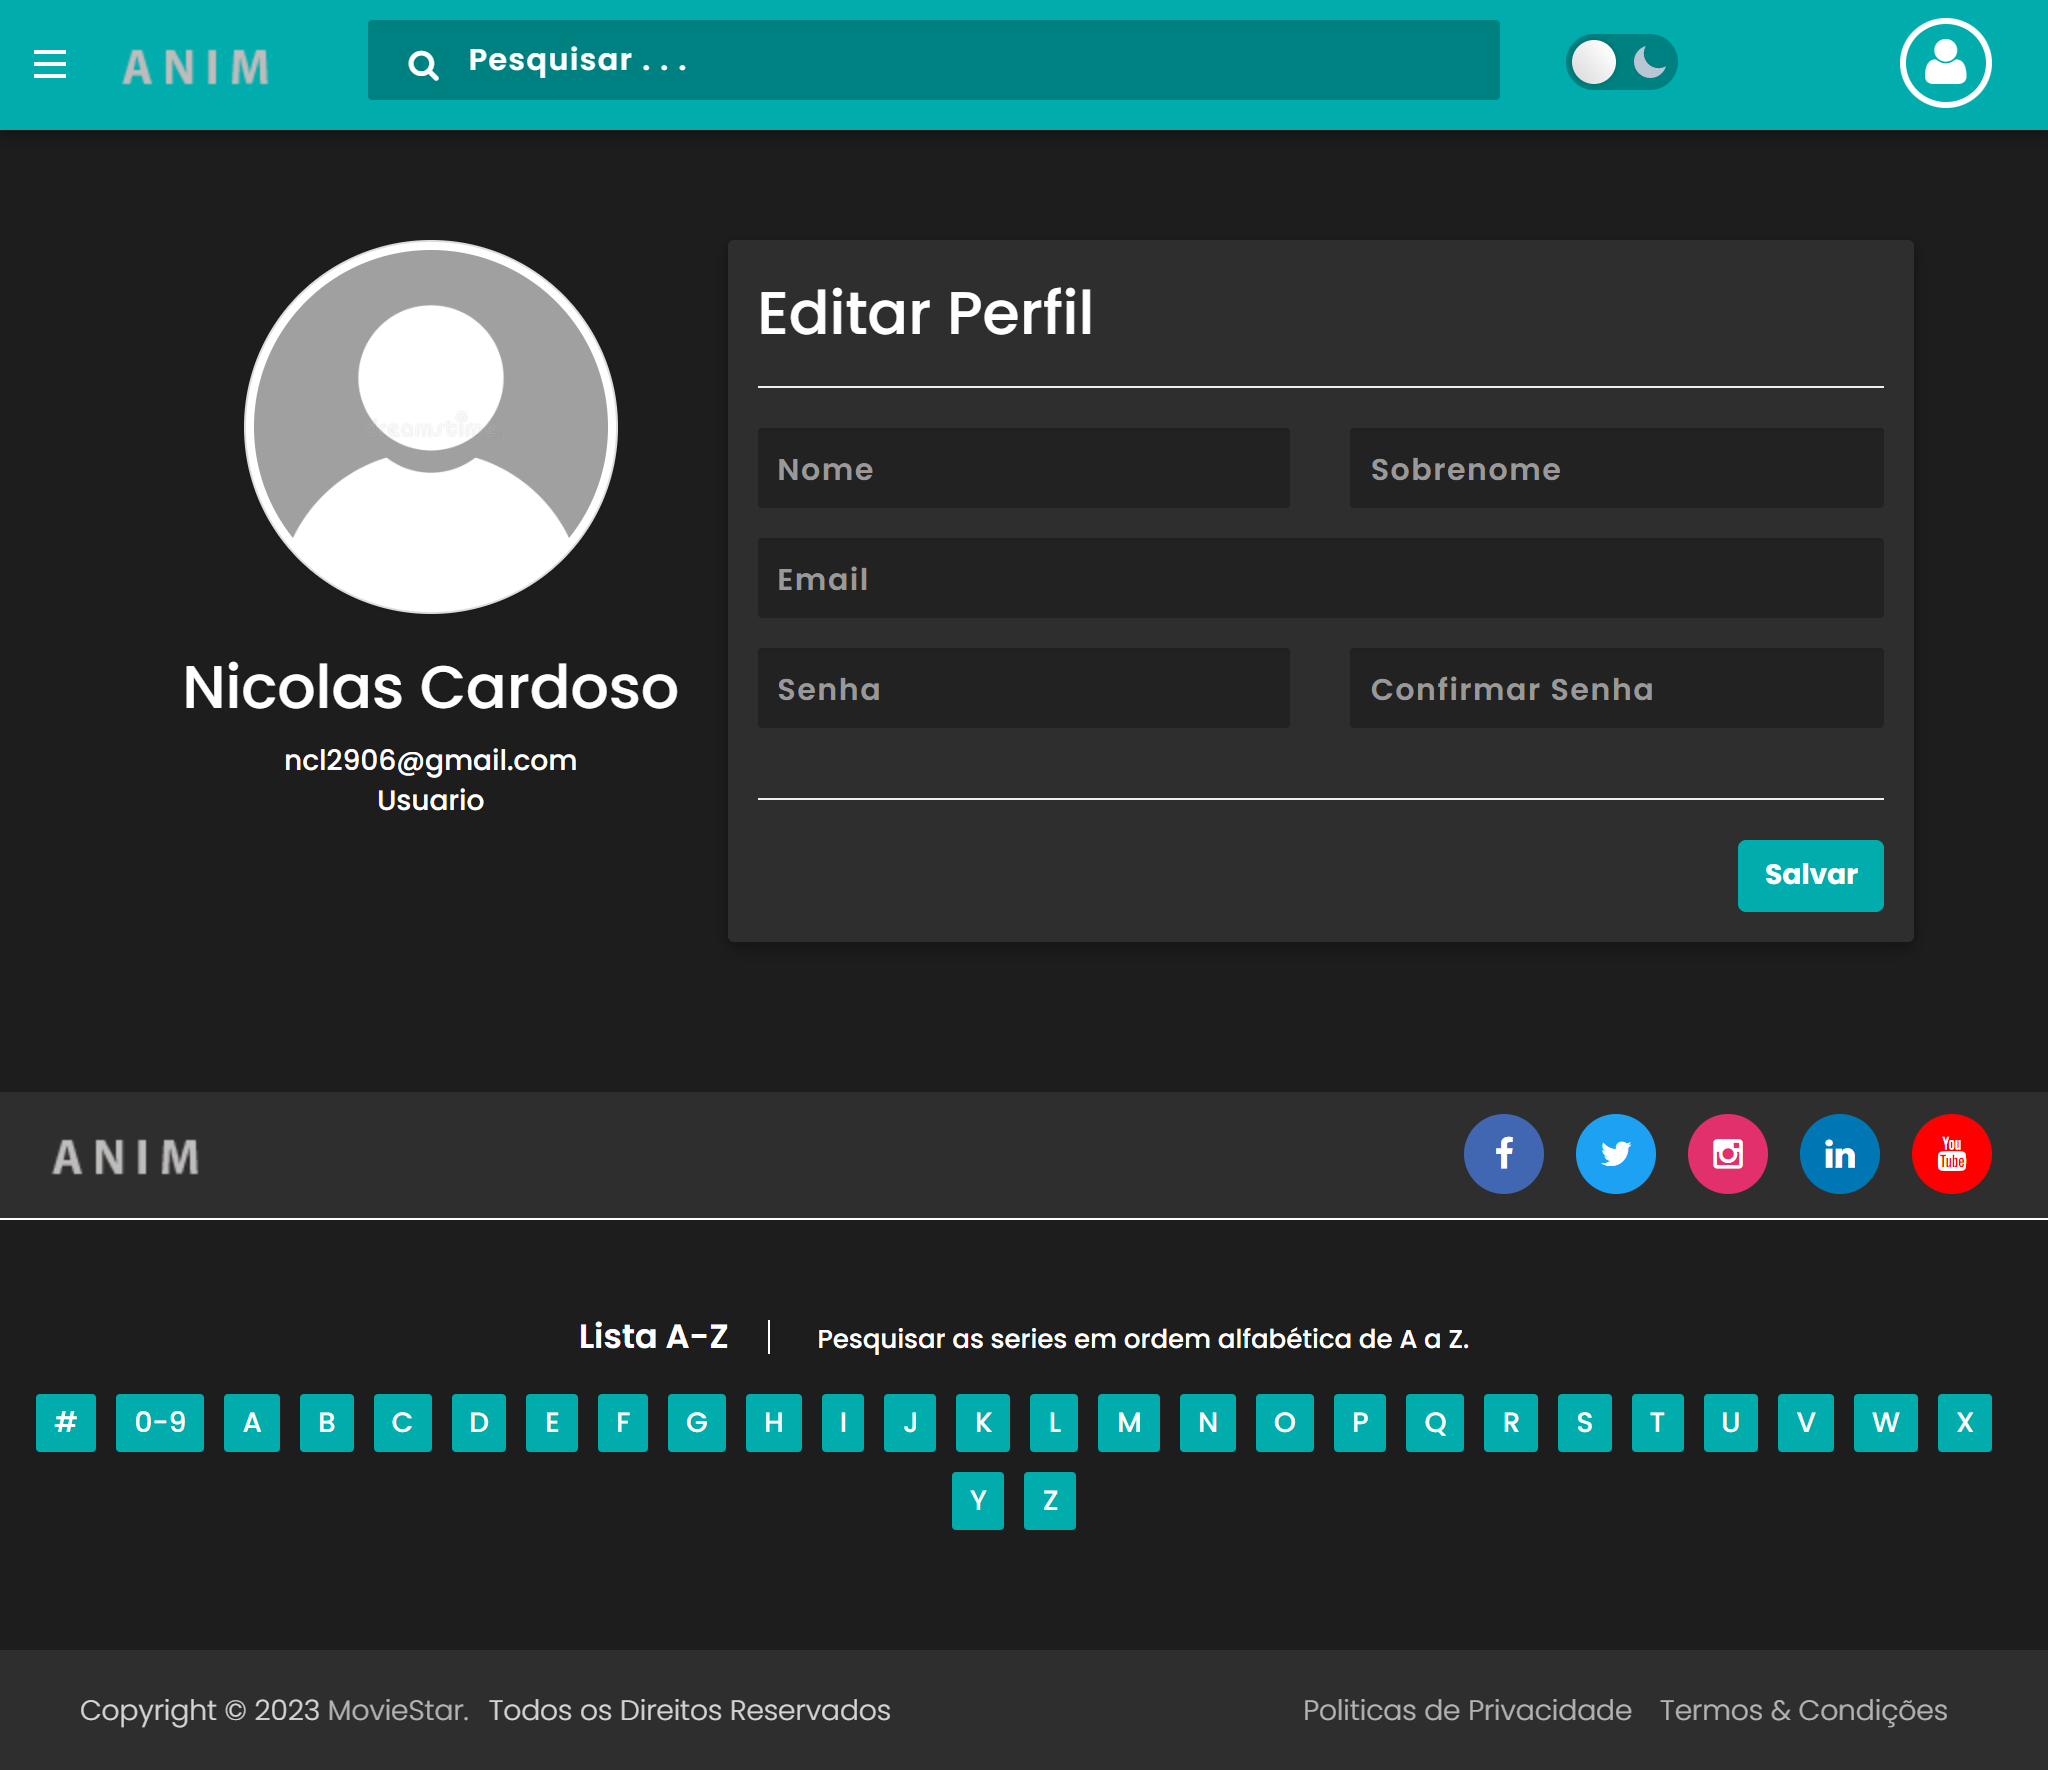 ANIM
Pesquisar . . .
Editar Perfil
Nome
Sobrenome
Email
Senha
Confirmar Senha
Salvar
Nicolas Cardoso
ncl2906@gmail.com
Usuario
ANIM
You
Tube
Lista A-Z
Pesquisar as series em ordem alfabética de A a Z.
# 0-9 A B C D E F G H I J K L M N O P Q R S T U V W X
Y Z
Copyright © 2023 MovieStar. Todos os Direitos Reservados
Politicas de Privacidade Termos & Condições